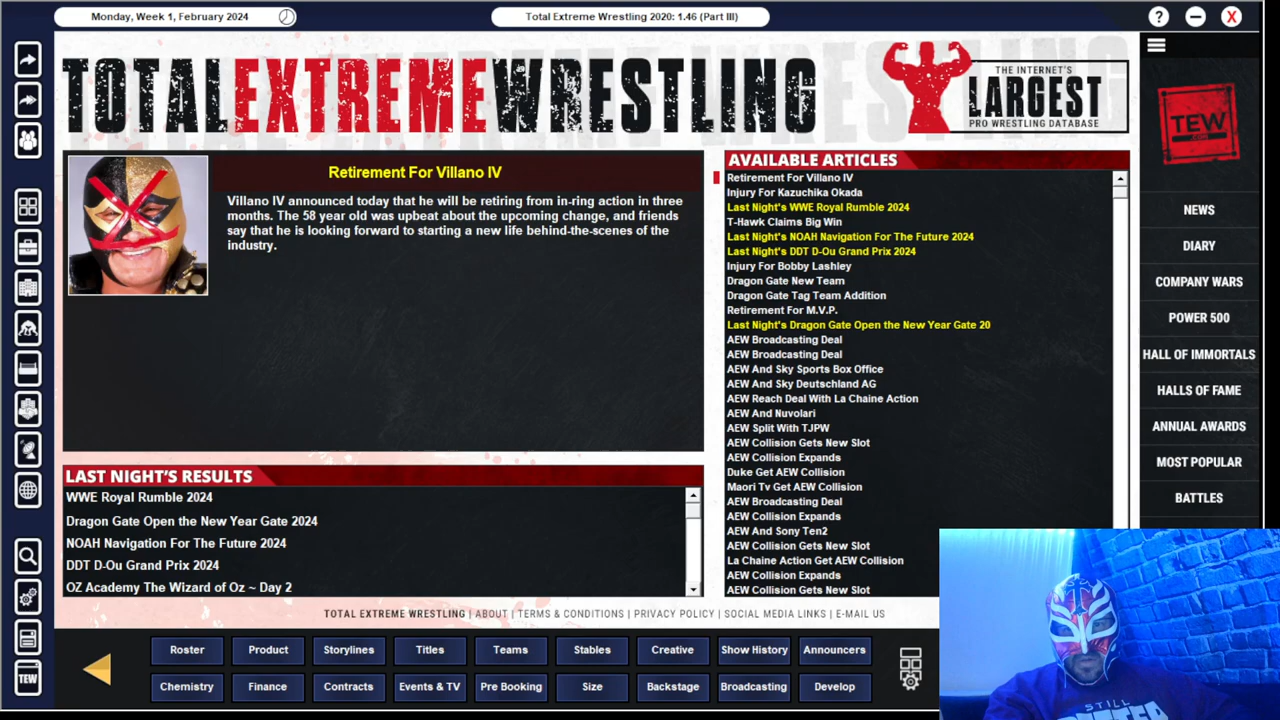 Monday, Week 1, February 2024
Total Extreme Wrestling 2020: 1.46 (Part III)
? X
TOTALEXTREMEWRESTLING
THE INTERNET'S
LARGEST
PRO WRESTLING DATABASE
TEW
.COM
Retirement For Villano IV
Villano IV announced today that he will be retiring from in-ring action in three
months. The 58 year old was upbeat about the upcoming change, and friends
say that he is looking forward to starting a new life behind-the-scenes of the
industry.
AVAILABLE ARTICLES
Retirement For Villano IV
Injury For Kazuchika Okada
Last Night's WWE Royal Rumble 2024
T-Hawk Claims Big Win
Last Night's NOAH Navigation For The Future 2024
Last Night's DDT D-Ou Grand Prix 2024
Injury For Bobby Lashley
Dragon Gate New Team
Dragon Gate Tag Team Addition
Retirement For M.V.P.
Last Night's Dragon Gate Open the New Year Gate 20
AEW Broadcasting Deal
AEW Broadcasting Deal
AEW And Sky Sports Box Office
AEW And Sky Deutschland AG
AEW Reach Deal With La Chaine Action
AEW And Nuvolari
AEW Split With TJPW
AEW Collision Gets New Slot
AEW Collision Expands
Duke Get AEW Collision
Maori Tv Get AEW Collision
AEW Broadcasting Deal
AEW Collision Expands
AEW And Sony Ten2
AEW Collision Gets New Slot
La Chaine Action Get AEW Collision
AEW Collision Expands
AEW Collision Gets New Slot
NEWS
DIARY
COMPANY WARS
POWER 500
HALL OF IMMORTALS
HALLS OF FAME
ANNUAL AWARDS
MOST POPULAR
BATTLES
LAST NIGHT'S RESULTS
WWE Royal Rumble 2024
Dragon Gate Open the New Year Gate 2024
NOAH Navigation For The Future 2024
DDT D-Ou Grand Prix 2024
OZ Academy The Wizard of Oz ~ Day 2
TOTAL EXTREME WRESTLING | ABOUT | TERMS & CONDITIONS | PRIVACY POLICY | SOCIAL MEDIA LINKS | E-MAIL US
Roster Product Storylines Titles Teams Stables Creative Show History Announcers
Chemistry Finance Contracts Events & TV Pre Booking Size Backstage Broadcasting Develop
TEW
STILL